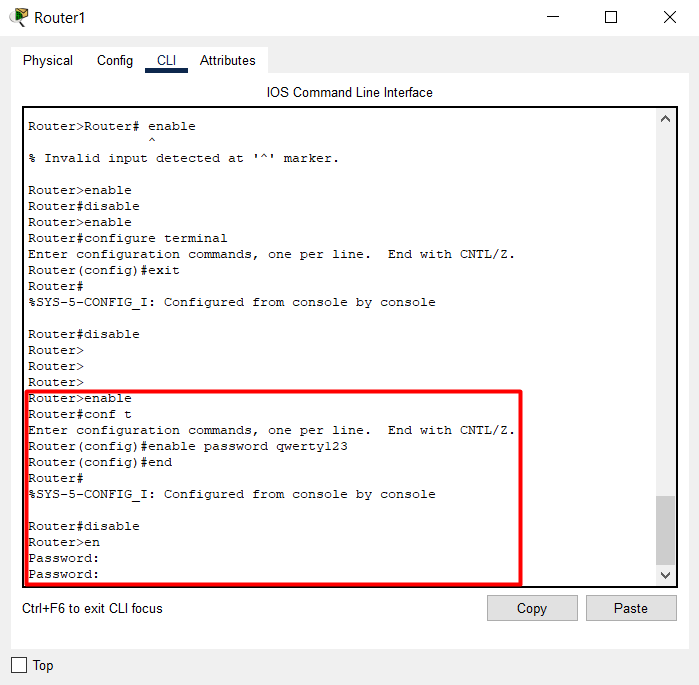 Router1
Physical Config CLI Attributes
IOS Command Line Interface
Router>Router# enable
^
% Invalid input detected at '^' marker.
Router>enable
Router#disable
Router>enable
Router#configure terminal
Enter configuration commands, one per line.  End with CNTL/Z.
Router(config)#exit
Router#
%SYS-5-CONFIG_I: Configured from console by console
Router#disable
Router>
Router>
Router>
Router>enable
Router#conf t
Enter configuration commands, one per line.  End with CNTL/Z.
Router(config)#enable password qwerty123
Router(config)#end
Router#
%SYS-5-CONFIG_I: Configured from console by console
Router#disable
Router>en
Password:
Password:
Ctrl+F6 to exit CLI focus
Copy Paste
Top